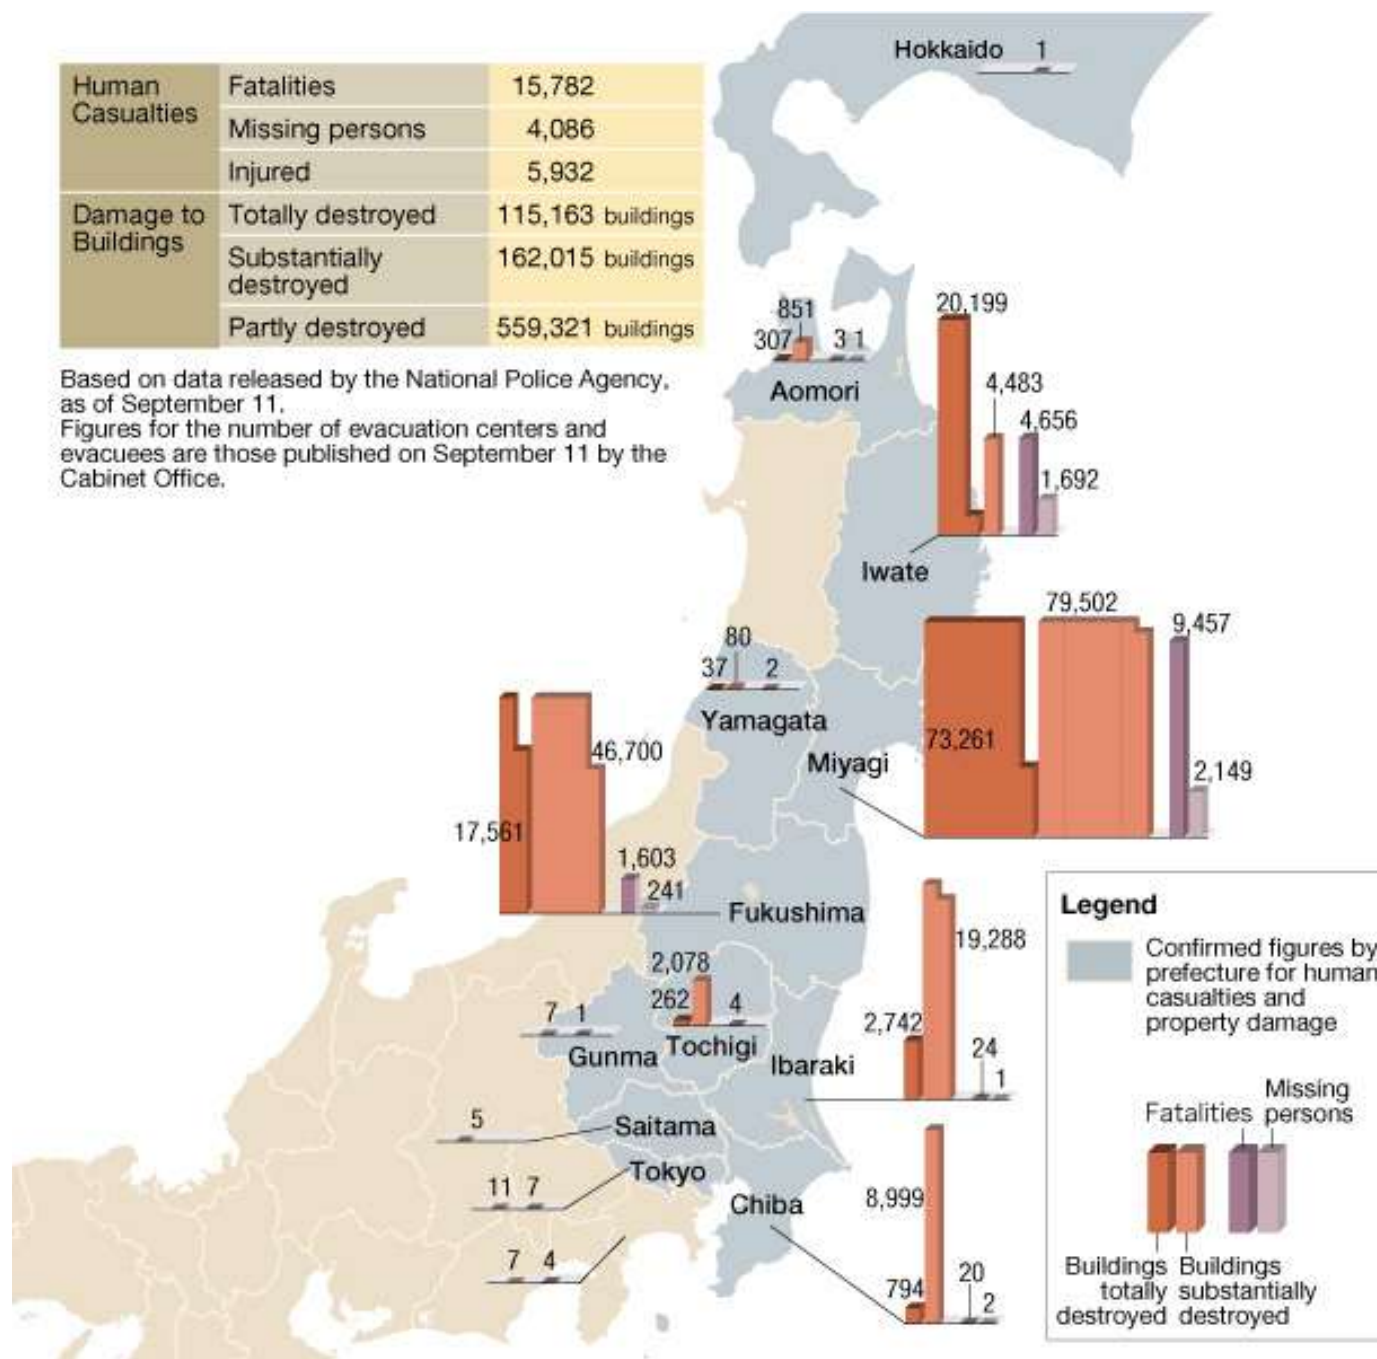 Human
Casualties
Fatalities
15,782
Missing persons
4,086
Injured
5,932
Damage to
Buildings
Totally destroyed
115,163 buildings
Substantially
destroyed
162,015 buildings
Partly destroyed
559,321 buildings
Based on data released by the National Police Agency,
as of September 11.
Figures for the number of evacuation centers and
evacuees are those published on September 11 by the
Cabinet Office.
Hokkaido 1
851
307 3 1
Aomori
20,199
4,483
4,656
1,692
Iwate
80
37 2
Yamagata
79,502
9,457
73,261
2,149
Miyagi
46,700
17,561
1,603
241
Fukushima
2,078
262 4
Tochigi
7 1
Gunma
19,288
2,742
24
1
Ibaraki
5
Saitama
11 7
Tokyo
7 4
8,999
794 20
2
Chiba
Legend
Confirmed figures by
prefecture for human
casualties and
property damage
Missing
Fatalities persons
Buildings Buildings
totally substantially
destroyed destroyed